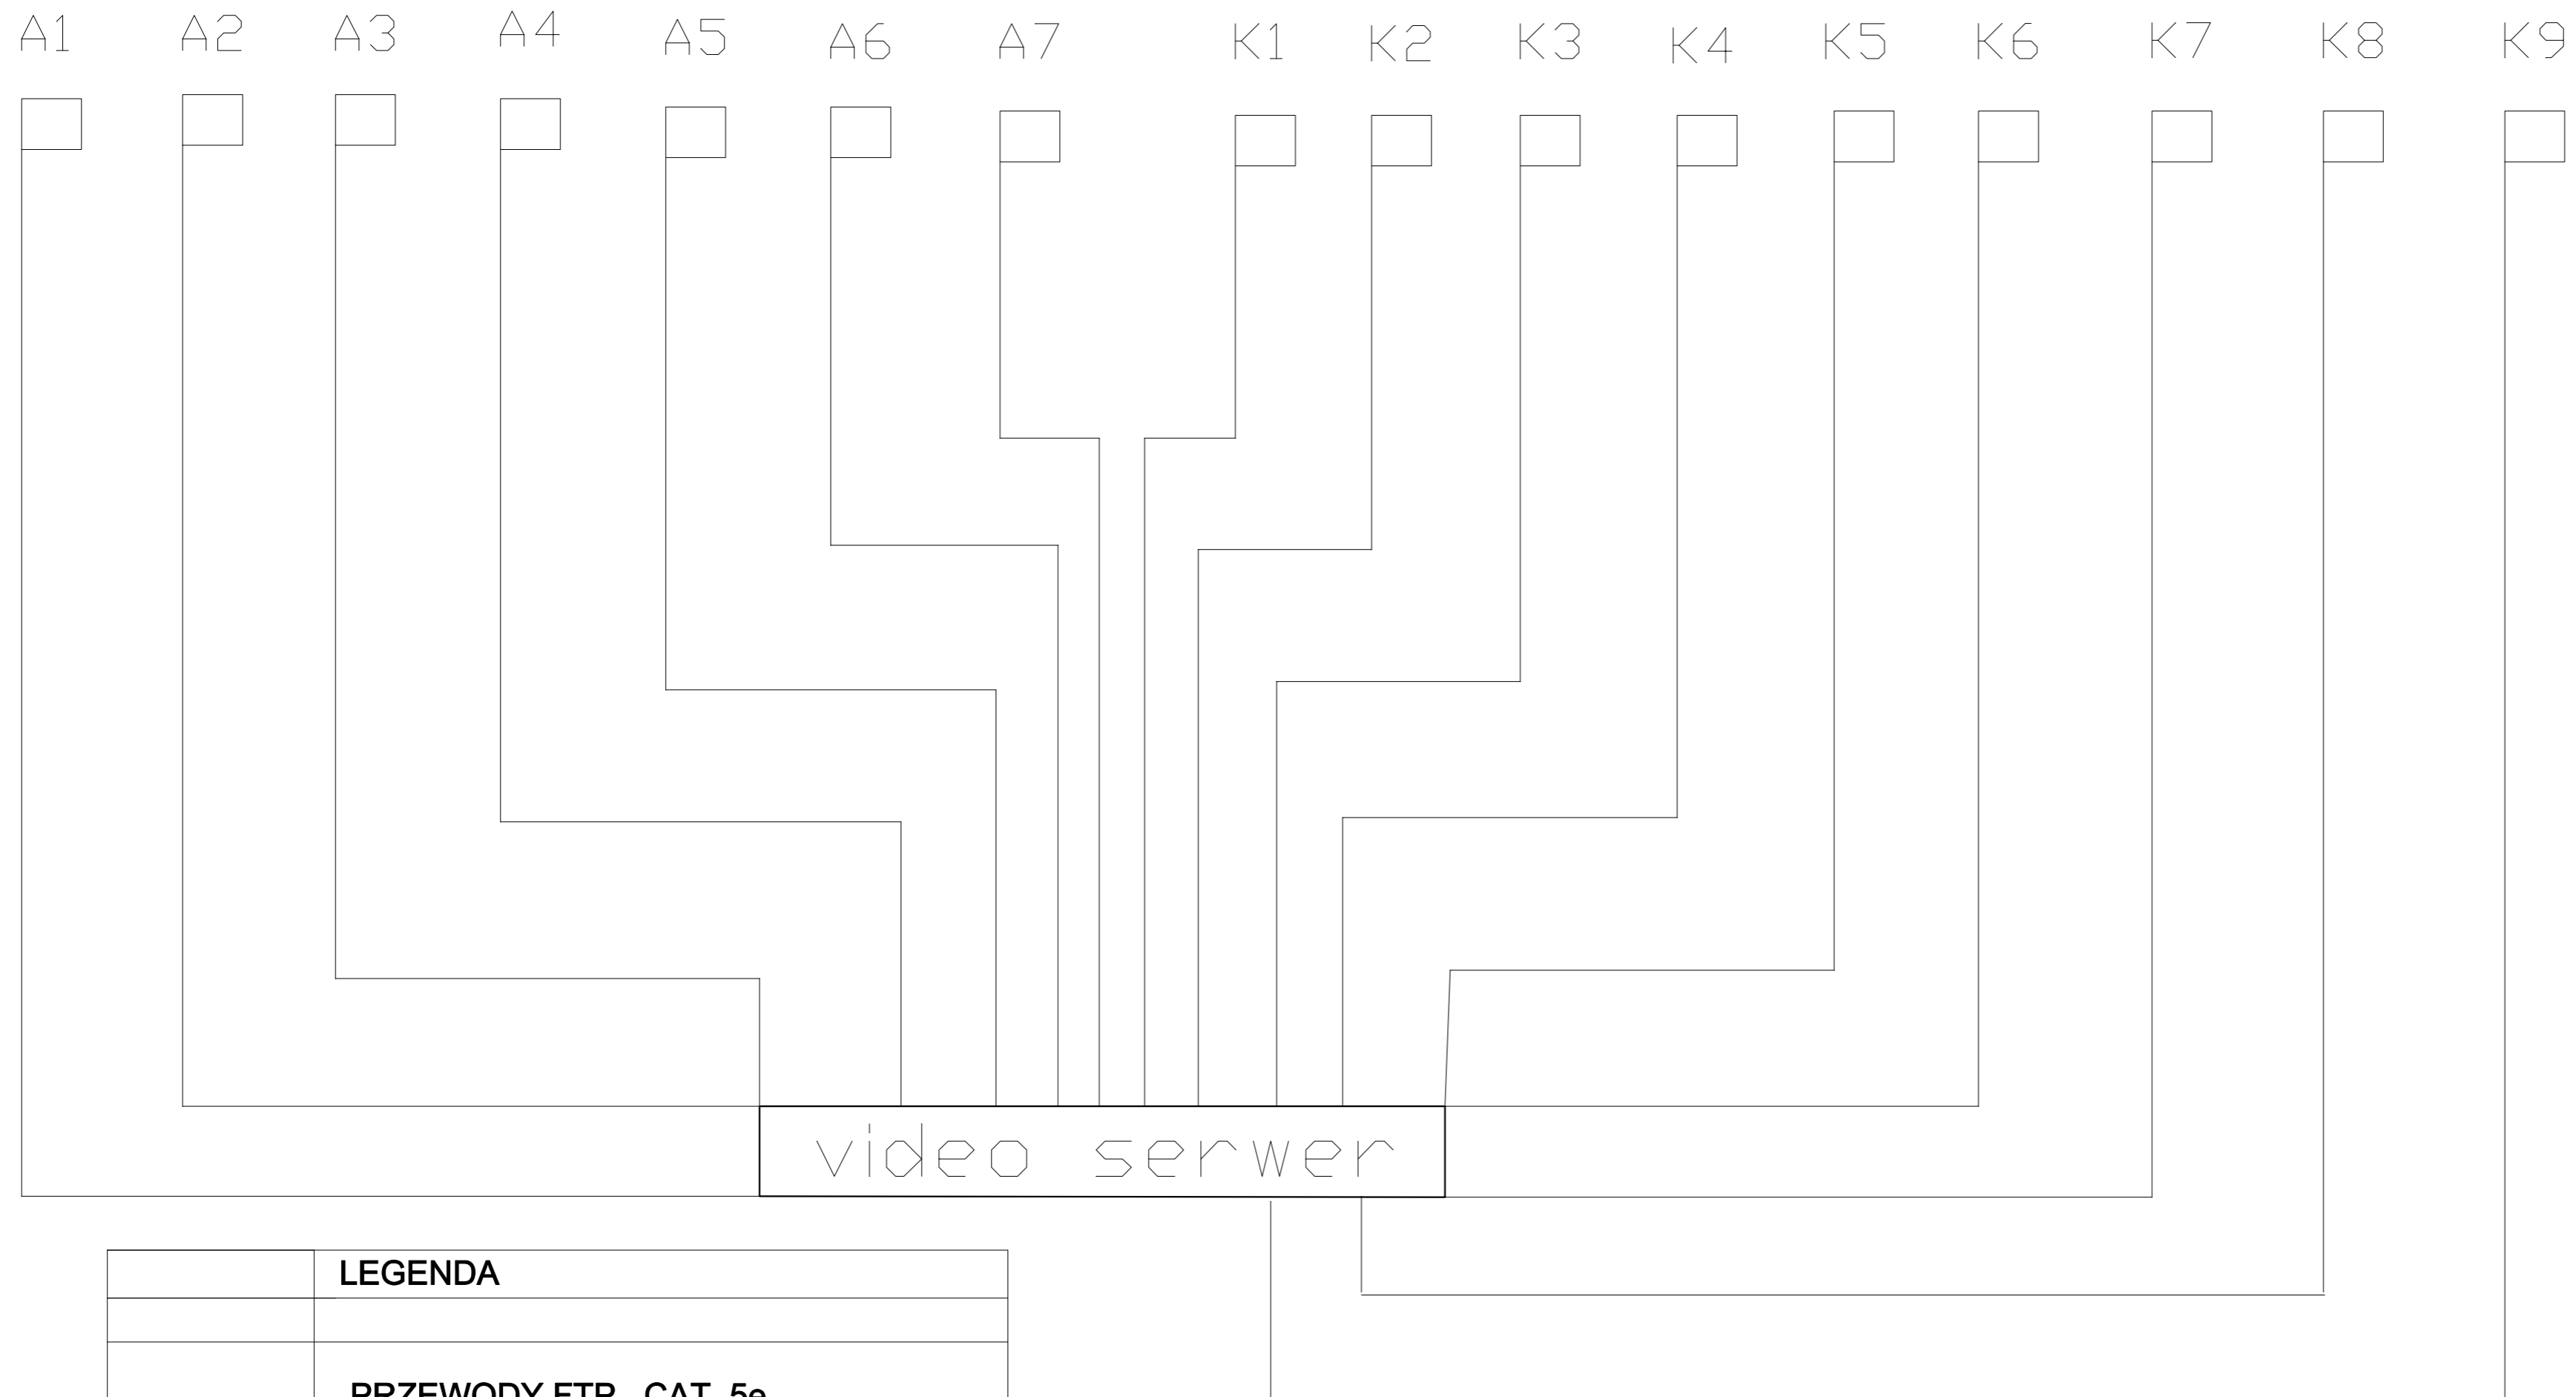 A1 A2 A3 A4 A5 A6 A7 K1 K2 K3 K4 K5 K6 K7 K8 K9
video serwer
LEGENDA
PRZEWODY FTP CAT. 5e